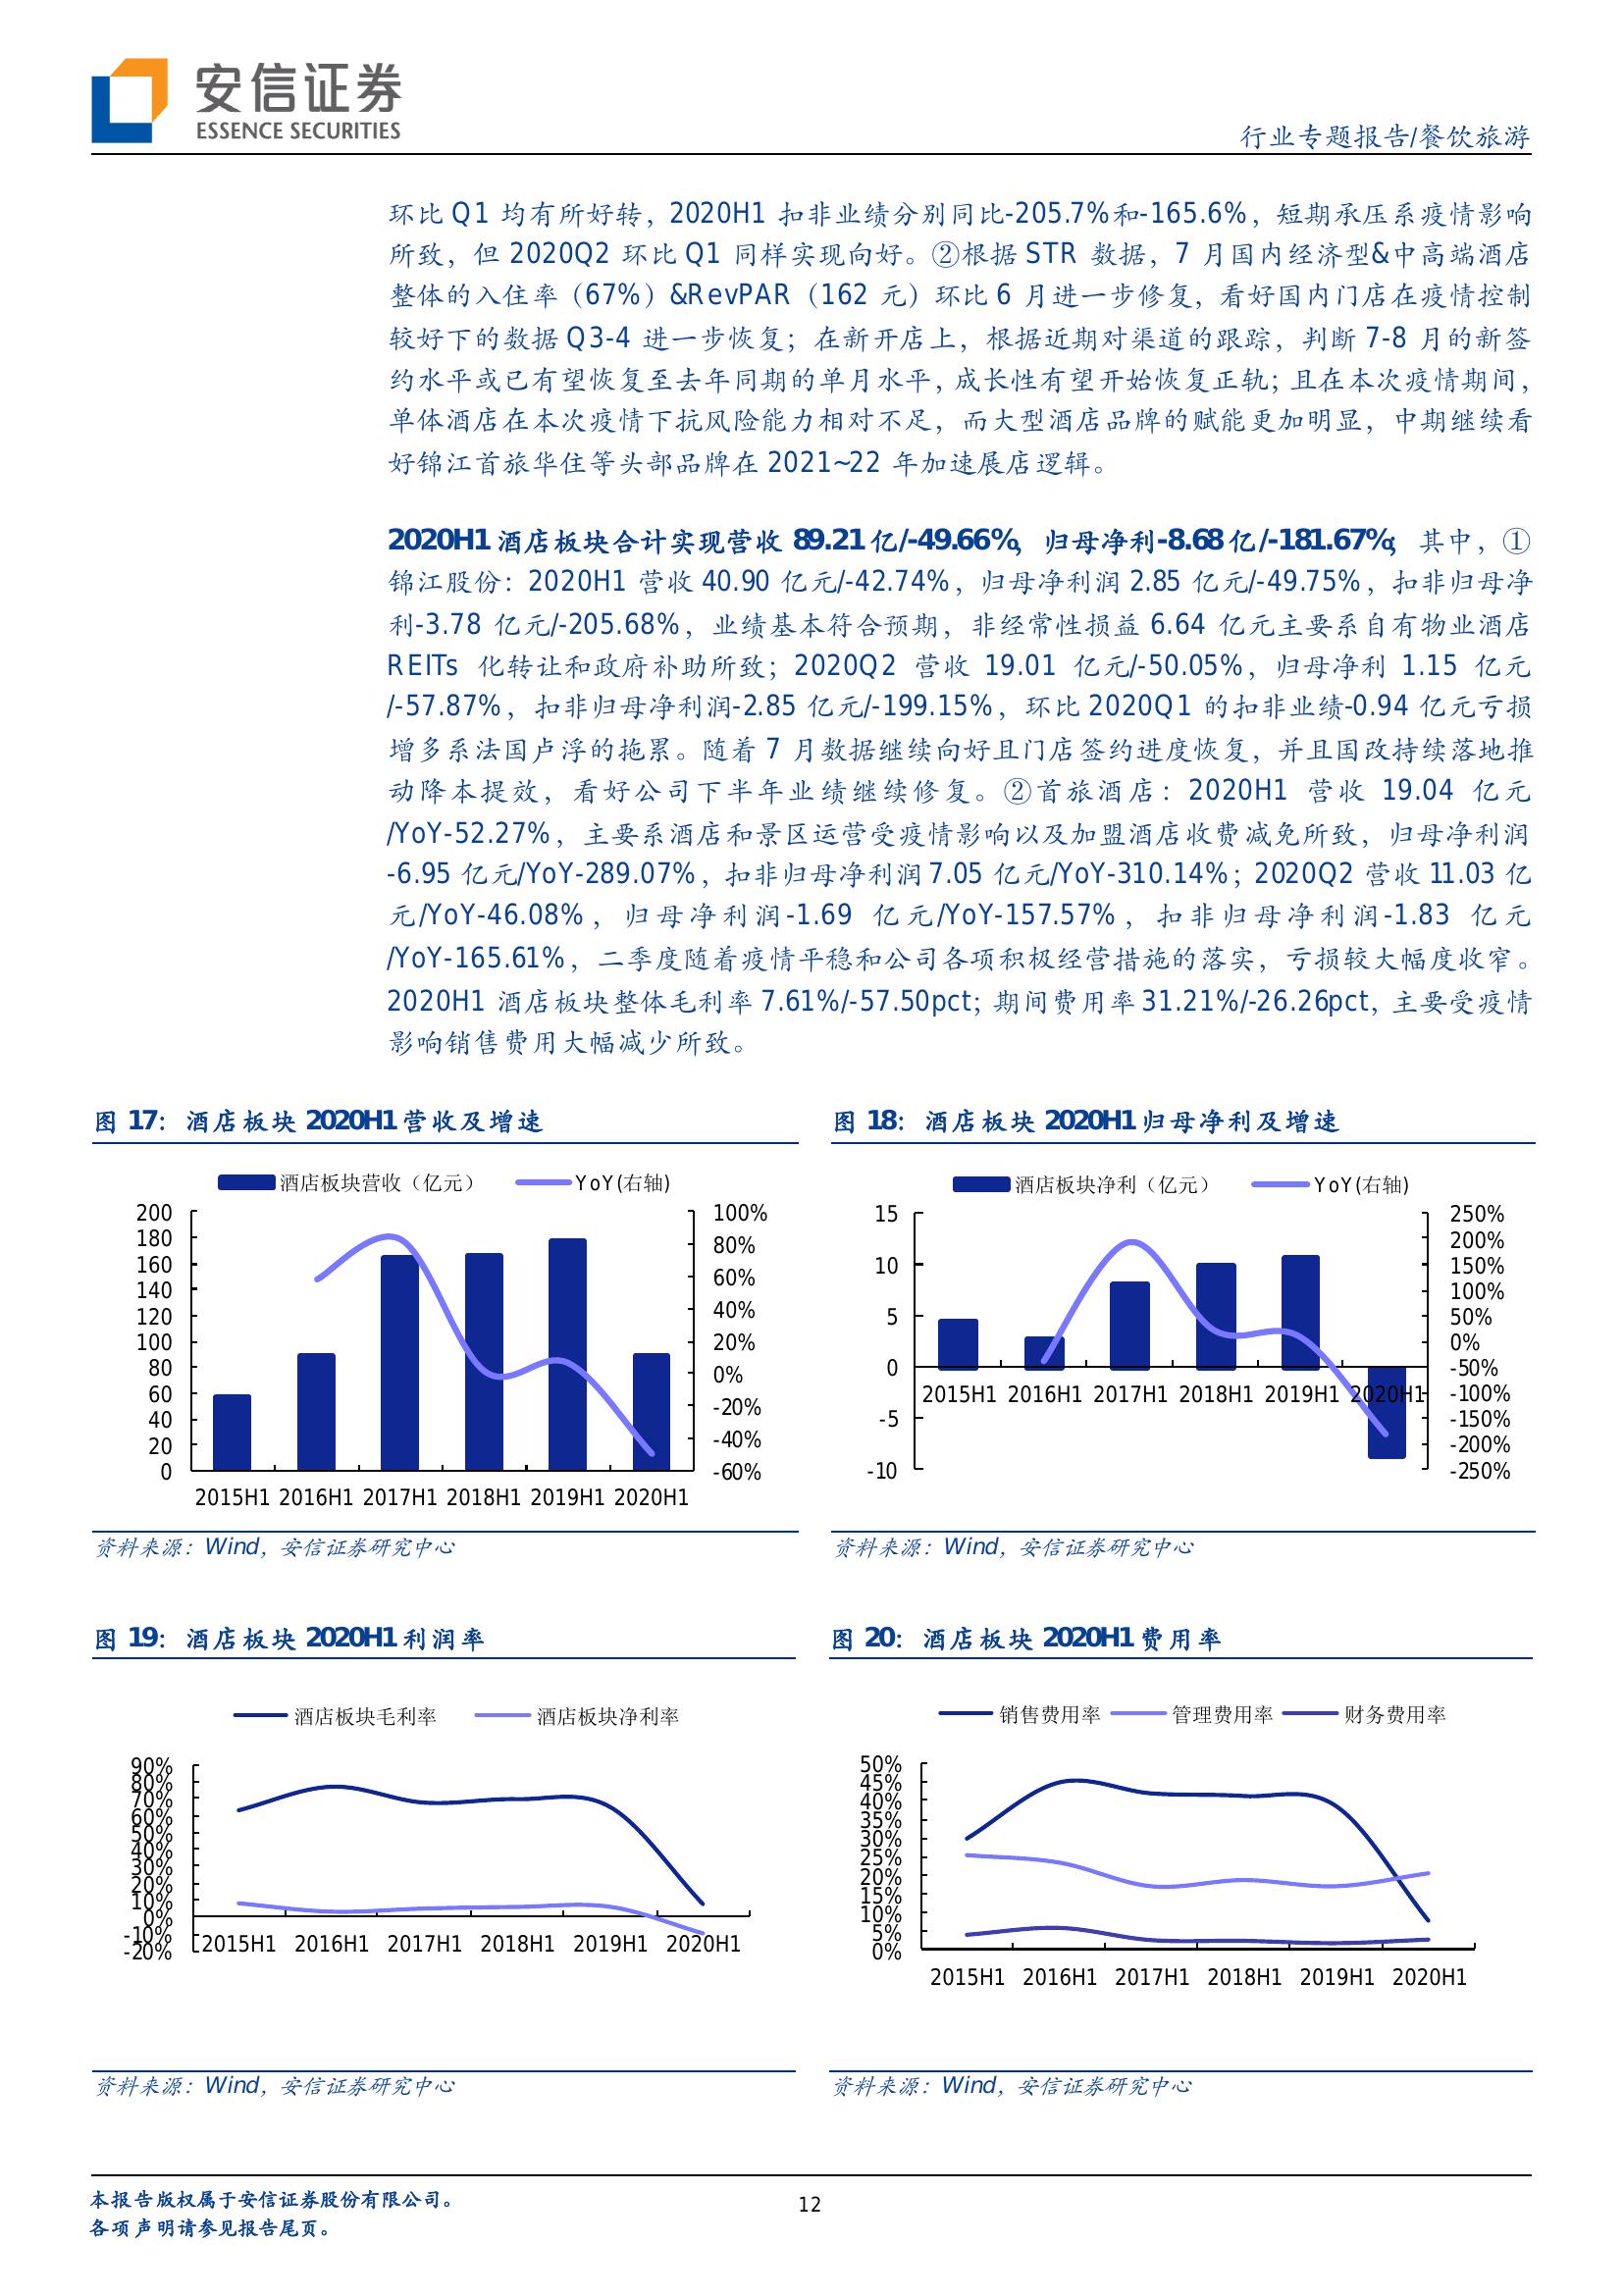 安信证券
ESSENCE SECURITIES
行业专题报告/餐饮旅游
环比 Q1 均有所好转，2020H1 扣非业绩分别同比-205.7%和-165.6%，短期承压系疫情影响
所致，但 2020Q2 环比 Q1 同样实现向好。②根据 STR 数据，7 月国内经济型&中高端酒店
整体的入住率（67%）&RevPAR（162 元）环比 6 月进一步修复，看好国内门店在疫情控制
较好下的数据 Q3-4 进一步恢复；在新开店上，根据近期对渠道的跟踪，判断 7-8 月的新签
约水平或已有望恢复至去年同期的单月水平，成长性有望开始恢复正轨；且在本次疫情期间，
单体酒店在本次疫情下抗风险能力相对不足，而大型酒店品牌的赋能更加明显，中期继续看
好锦江首旅华住等头部品牌在 2021~22 年加速展店逻辑。
2020H1 酒店板块合计实现营收 89.21 亿/-49.66%，归母净利-8.68 亿/-181.67%；其中，①
锦江股份：2020H1 营收 40.90 亿元/-42.74%，归母净利润 2.85 亿元/-49.75%，扣非归母净
利-3.78 亿元/-205.68%，业绩基本符合预期，非经常性损益 6.64 亿元主要系自有物业酒店
REITs 化转让和政府补助所致；2020Q2 营收 19.01 亿元/-50.05%，归母净利 1.15 亿元
/-57.87%，扣非归母净利润-2.85 亿元/-199.15%，环比 2020Q1 的扣非业绩-0.94 亿元亏损
增多系法国卢浮的拖累。随着 7 月数据继续向好且门店签约进度恢复，并且国改持续落地推
动降本提效，看好公司下半年业绩继续修复。②首旅酒店：2020H1 营收 19.04 亿元
/YoY-52.27%，主要系酒店和景区运营受疫情影响以及加盟酒店收费减免所致，归母净利润
-6.95 亿元/YoY-289.07%，扣非归母净利润 7.05 亿元/YoY-310.14%；2020Q2 营收 11.03 亿
元/YoY-46.08%，归母净利润-1.69 亿元/YoY-157.57%，扣非归母净利润-1.83 亿元
/YoY-165.61%，二季度随着疫情平稳和公司各项积极经营措施的落实，亏损较大幅度收窄。
2020H1 酒店板块整体毛利率 7.61%/-57.50pct；期间费用率 31.21%/-26.26pct，主要受疫情
影响销售费用大幅减少所致。
图 17：酒店板块 2020H1 营收及增速
酒店板块营收（亿元） YoY(右轴)
200 100%
180 80%
160 60%
140 40%
120 20%
100 0%
80 -20%
60 -40%
40 -60%
20
0
2015H1 2016H1 2017H1 2018H1 2019H1 2020H1
资料来源：Wind，安信证券研究中心
图 18：酒店板块 2020H1 归母净利及增速
酒店板块净利（亿元） YoY(右轴)
15 250%
200%
10 150%
100%
5 50%
0%
0 -50%
2015H1 2016H1 2017H1 2018H1 2019H1 2020H1 -100%
-5 -150%
-200%
-10 -250%
资料来源：Wind，安信证券研究中心
图 19：酒店板块 2020H1 利润率
酒店板块毛利率 酒店板块净利率
90%
80%
70%
60%
50%
40%
30%
20%
10%
0%
-10%
-20%
2015H1 2016H1 2017H1 2018H1 2019H1 2020H1
资料来源：Wind，安信证券研究中心
图 20：酒店板块 2020H1 费用率
销售费用率 管理费用率 财务费用率
50%
45%
40%
35%
30%
25%
20%
15%
10%
5%
0%
2015H1 2016H1 2017H1 2018H1 2019H1 2020H1
资料来源：Wind，安信证券研究中心
本报告版权属于安信证券股份有限公司。
各项声明请参见报告尾页。
12